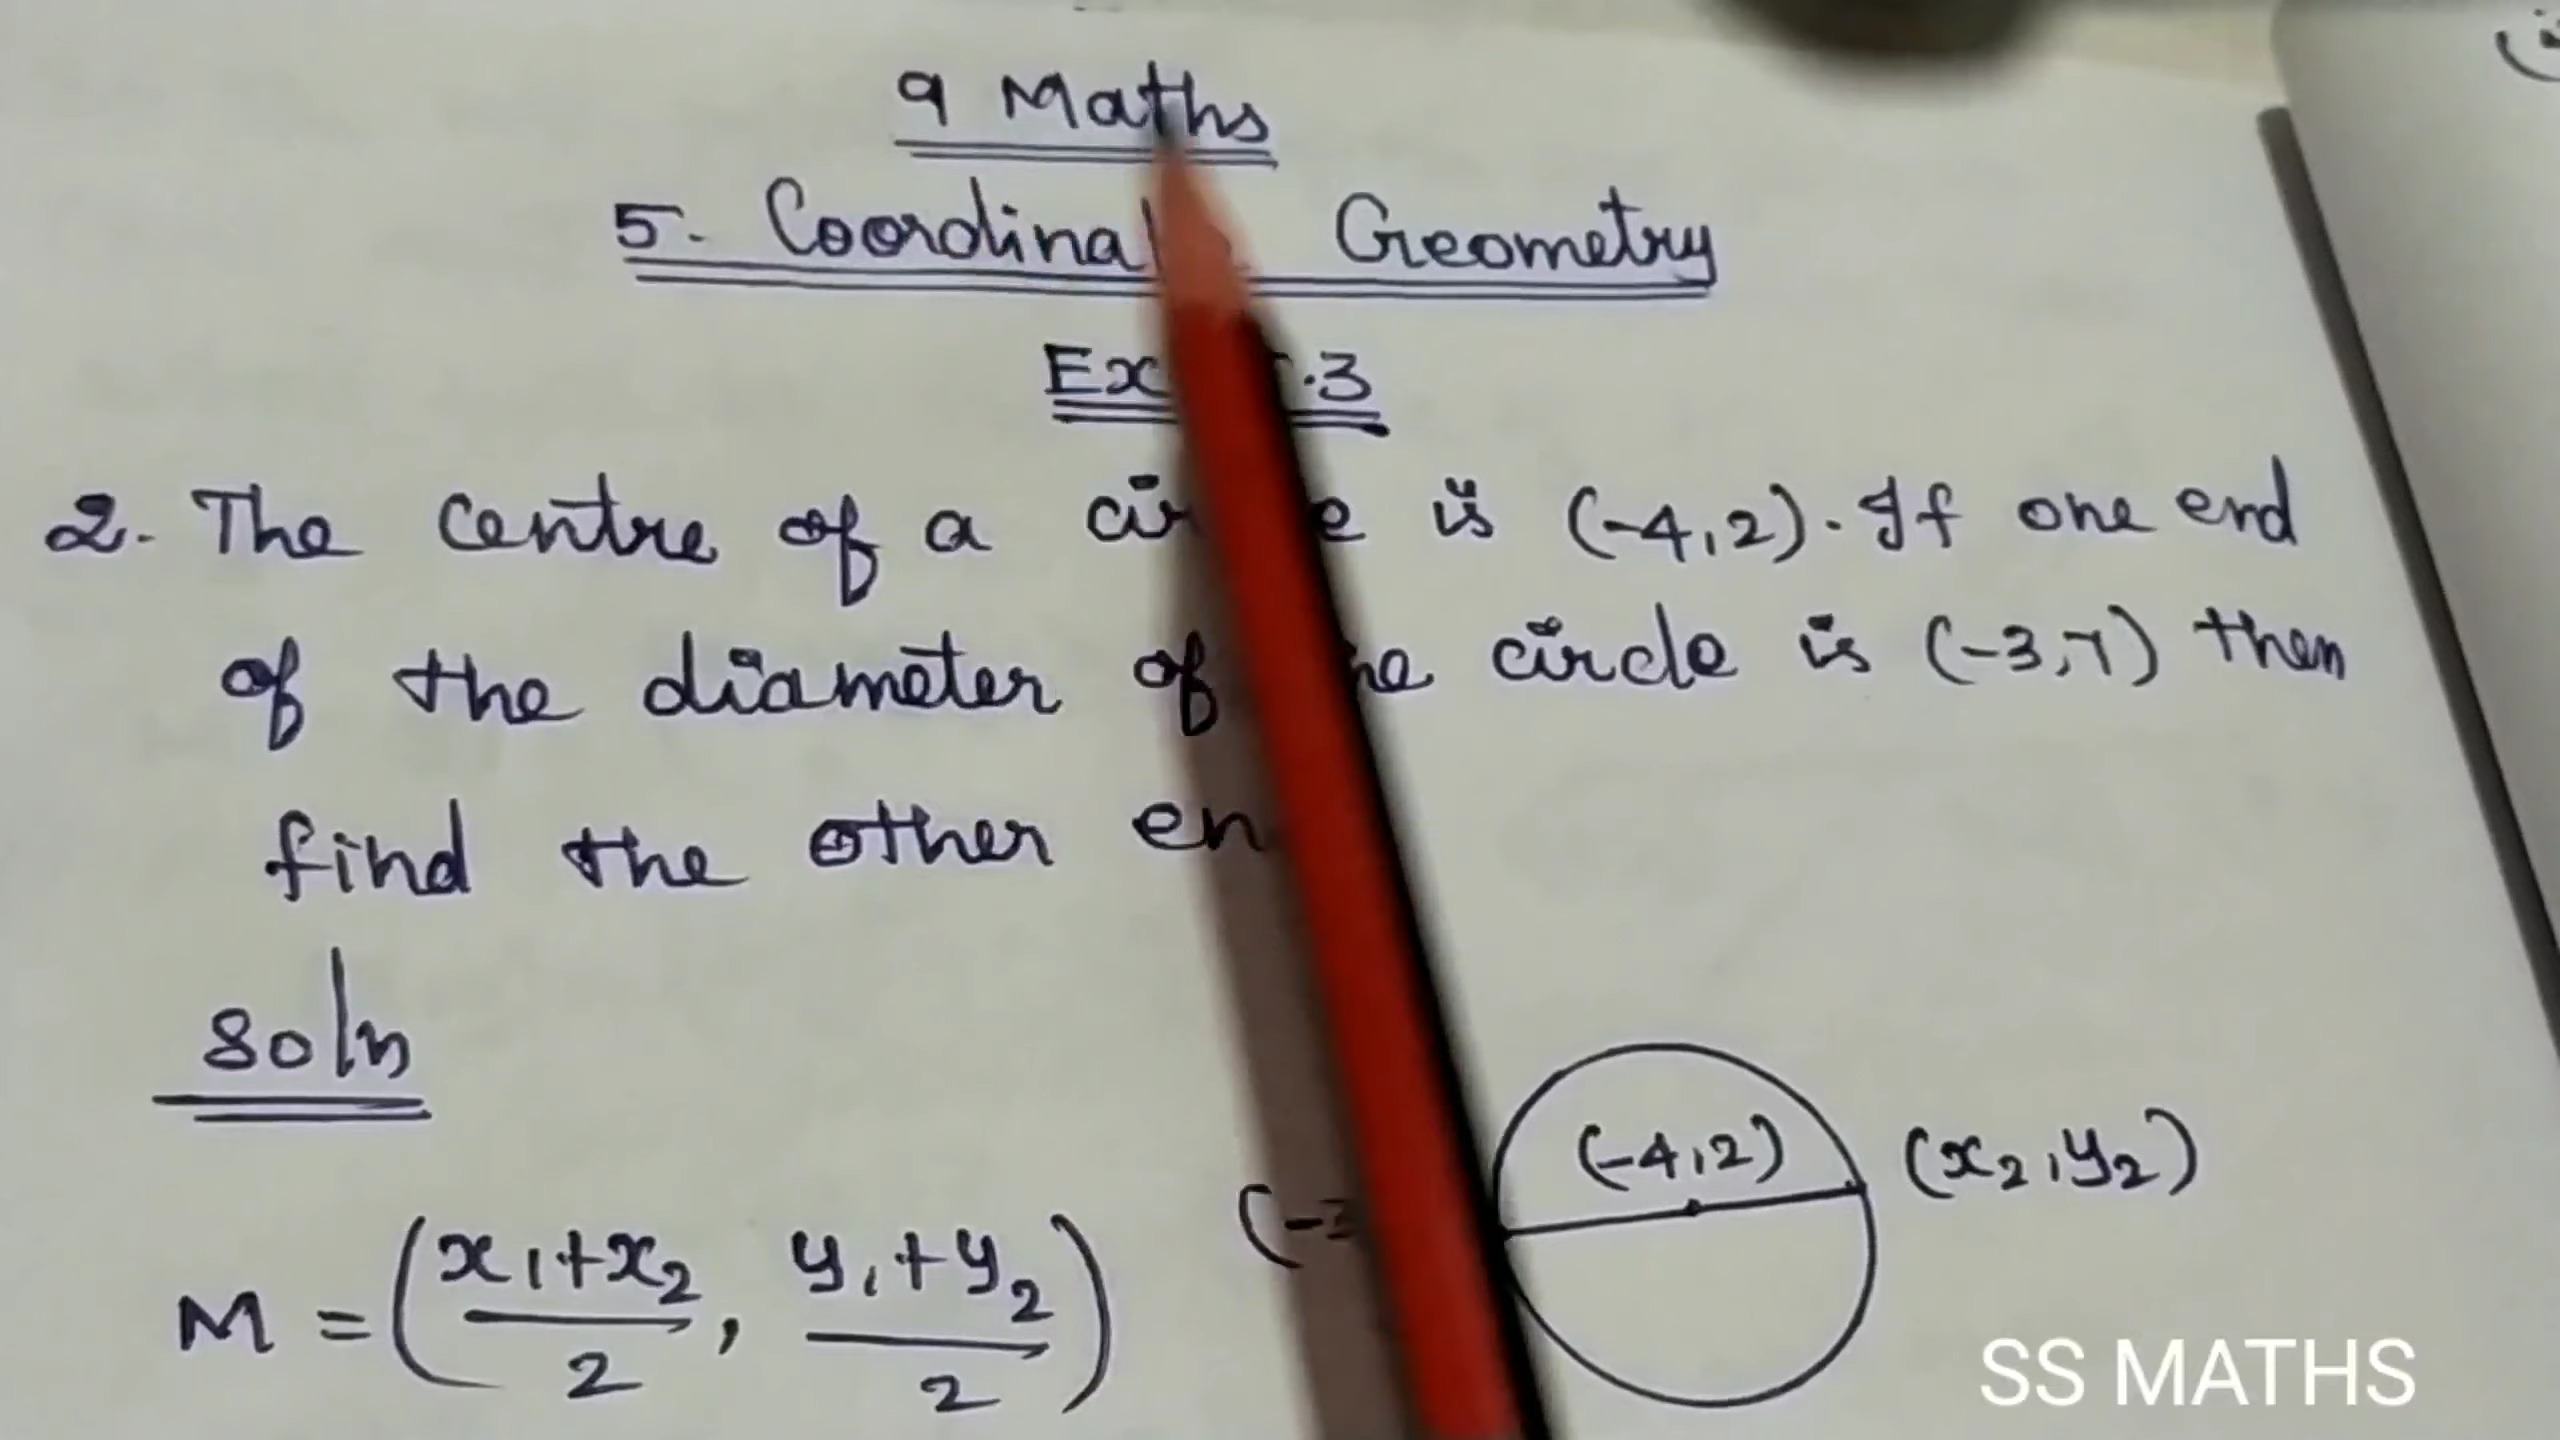 9 Maths
5. Coordina Geometry
Ex .3
2. The centre of a is (-4,2). If one end
of the diameter of circle is (-3,7) then
find the other
Soln
(-4,2) (x₂,y₂)
M = (x₁+x₂/2, y₁+y₂/2)
SS MATHS